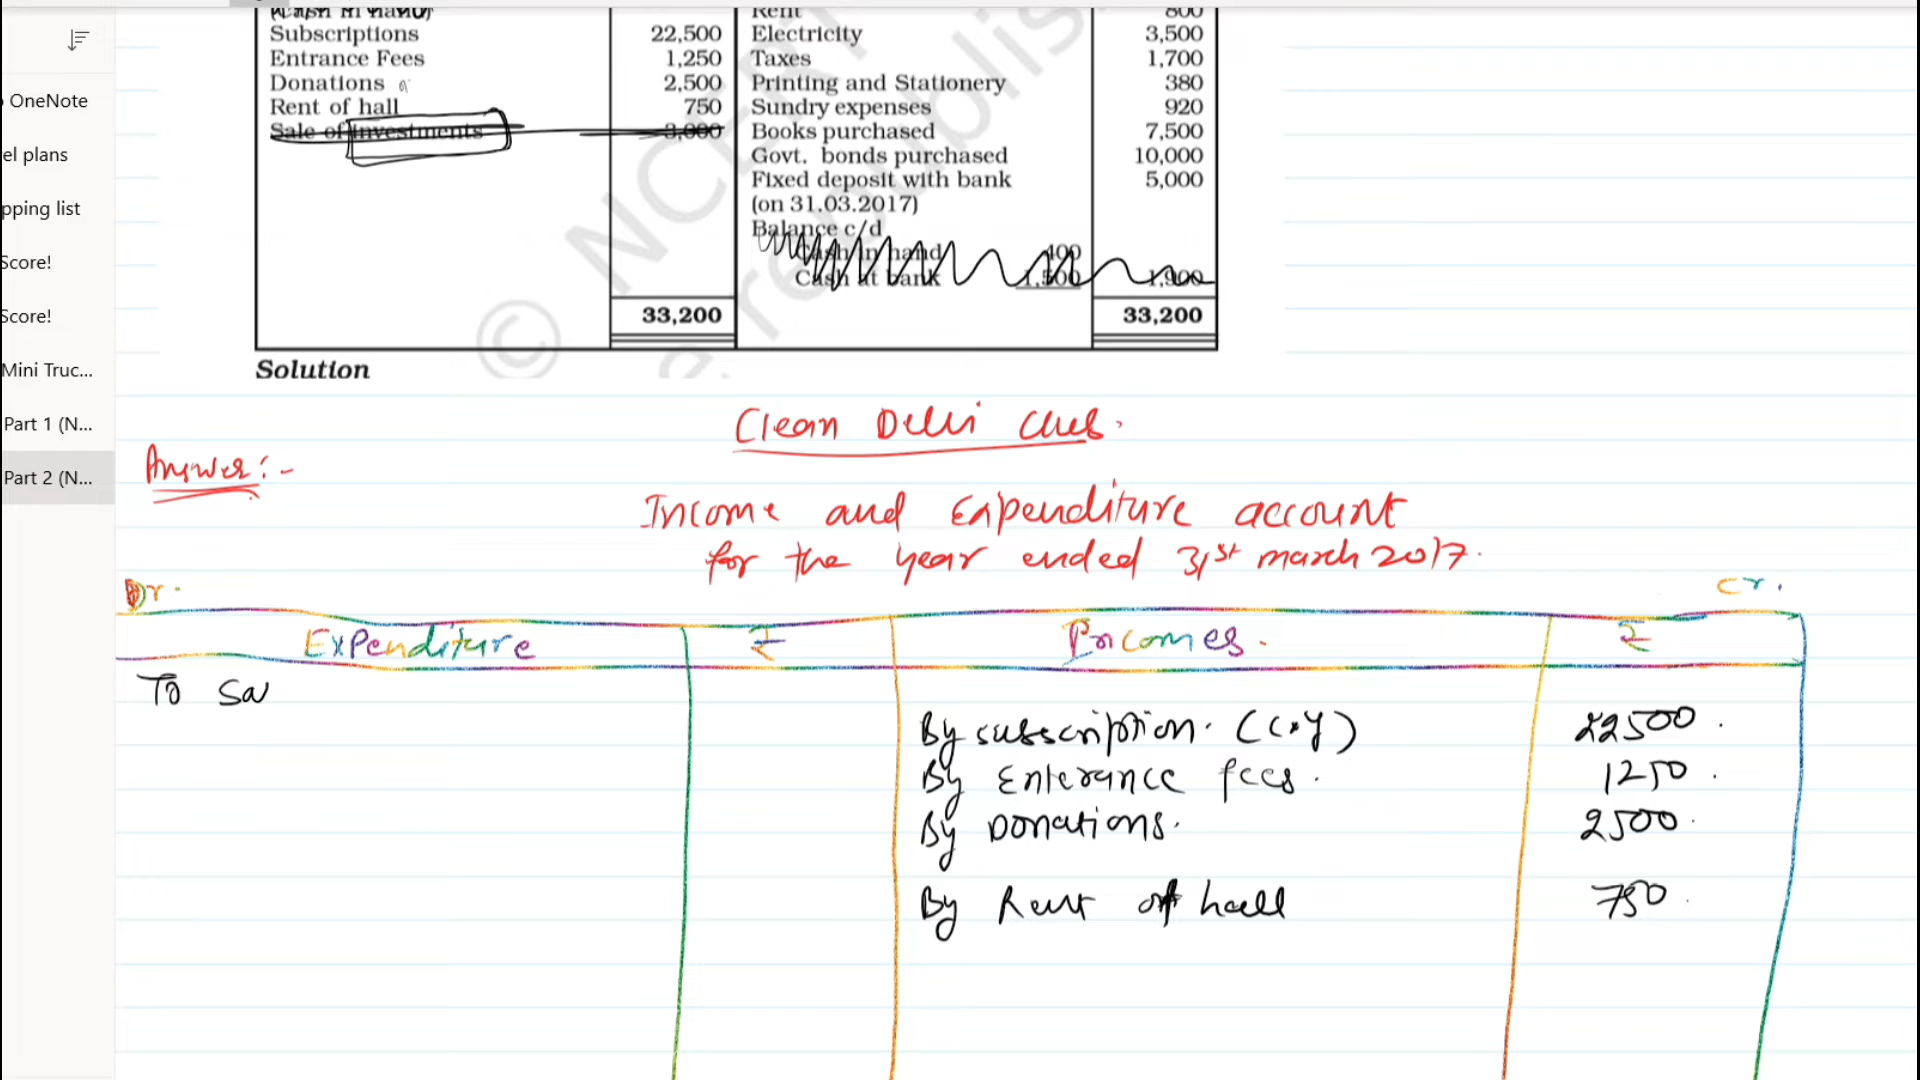 Rent 800
Subscriptions 22,500 Electricity 3,500
Entrance Fees 1,250 Taxes 1,700
Donations 2,500 Printing and Stationery 380
Rent of hall 750 Sundry expenses 920
Sale of investments 3,000 Books purchased 7,500
Govt. bonds purchased 10,000
Fixed deposit with bank 5,000
(on 31.03.2017)
Balance c/d
Cash in hand 400
Cash at bank 1,500 1,900
33,200 33,200
Solution
© NCERT
OneNote
el plans
pping list
Score!
Score!
Mini Truc...
Part 1 (N...
Part 2 (N...
Clean Delhi Club.
Answer:-
Income and Expenditure account
for the year ended 31st march 2017.
Dr. Cr.
Expenditure ₹ Incomes. ₹
To Sal
By subscription. (C.Y) 22500.
By Enterance fees. 1250.
By Donations. 2500.
By Rent of hall 750.